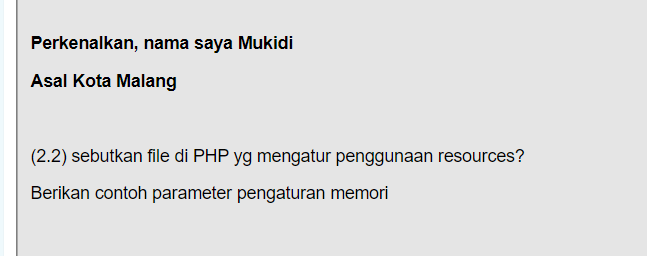 Perkenalkan, nama saya Mukidi
Asal Kota Malang
(2.2) sebutkan file di PHP yg mengatur penggunaan resources?
Berikan contoh parameter pengaturan memori